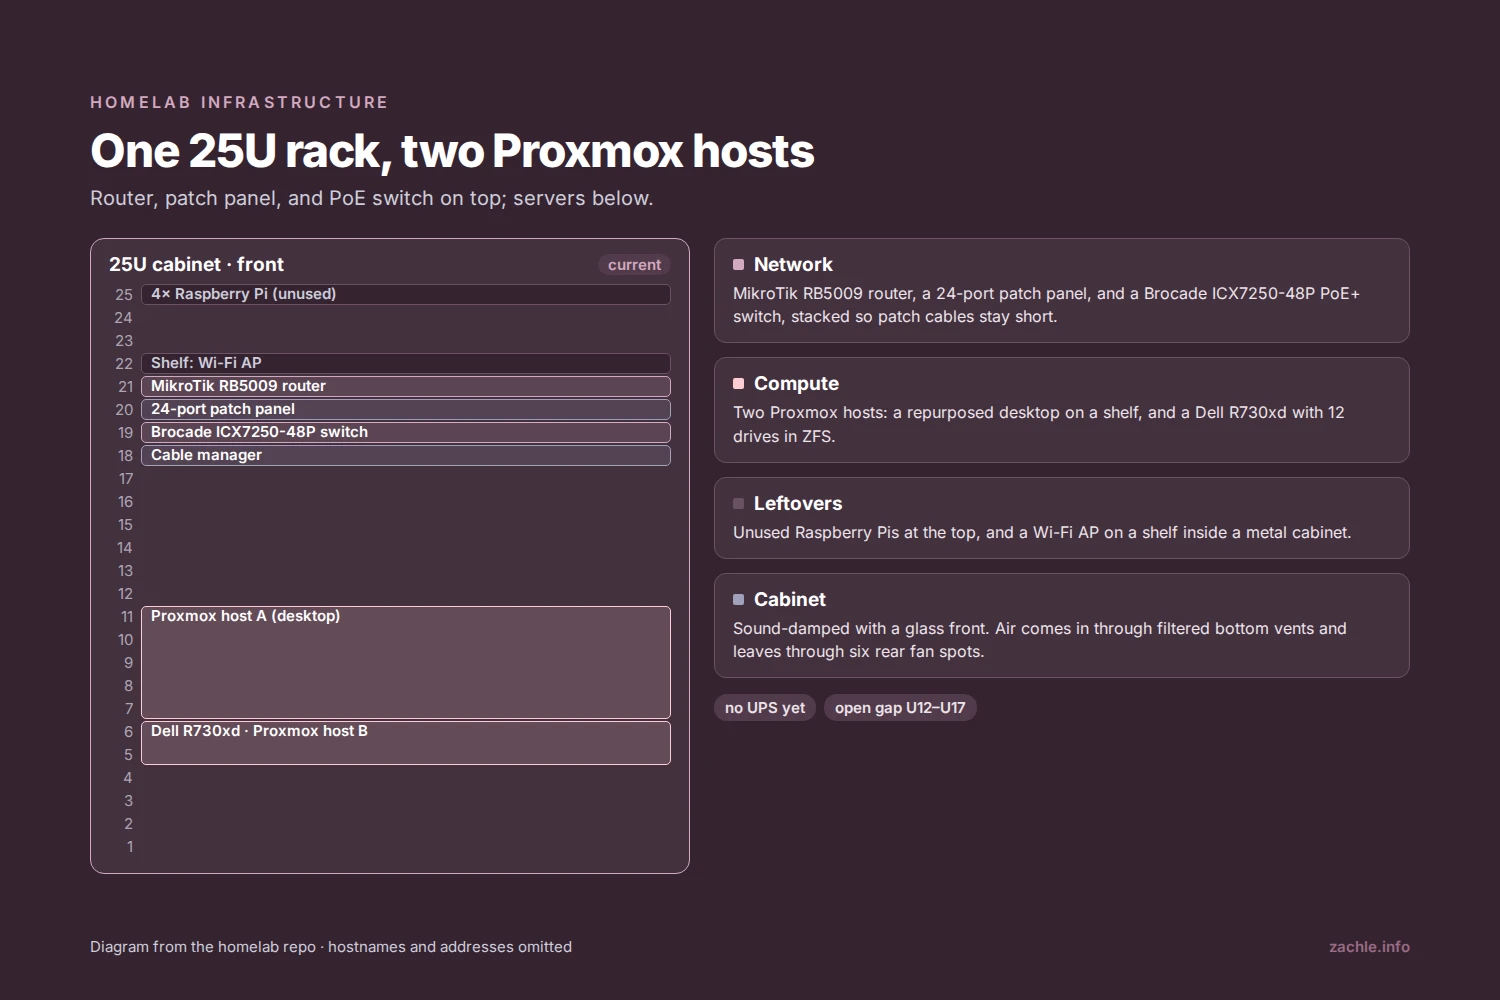 HOMELAB INFRASTRUCTURE
One 25U rack, two Proxmox hosts
Router, patch panel, and PoE switch on top; servers below.
25U cabinet · front
current
25 4× Raspberry Pi (unused)
24
23
22 Shelf: Wi-Fi AP
21 MikroTik RB5009 router
20 24-port patch panel
19 Brocade ICX7250-48P switch
18 Cable manager
17
16
15
14
13
12
11 Proxmox host A (desktop)
10
9
8
7
6 Dell R730xd · Proxmox host B
5
4
3
2
1
Network
MikroTik RB5009 router, a 24-port patch panel, and a Brocade ICX7250-48P PoE+
switch, stacked so patch cables stay short.
Compute
Two Proxmox hosts: a repurposed desktop on a shelf, and a Dell R730xd with 12
drives in ZFS.
Leftovers
Unused Raspberry Pis at the top, and a Wi-Fi AP on a shelf inside a metal cabinet.
Cabinet
Sound-damped with a glass front. Air comes in through filtered bottom vents and
leaves through six rear fan spots.
no UPS yet
open gap U12–U17
Diagram from the homelab repo · hostnames and addresses omitted
zachle.info